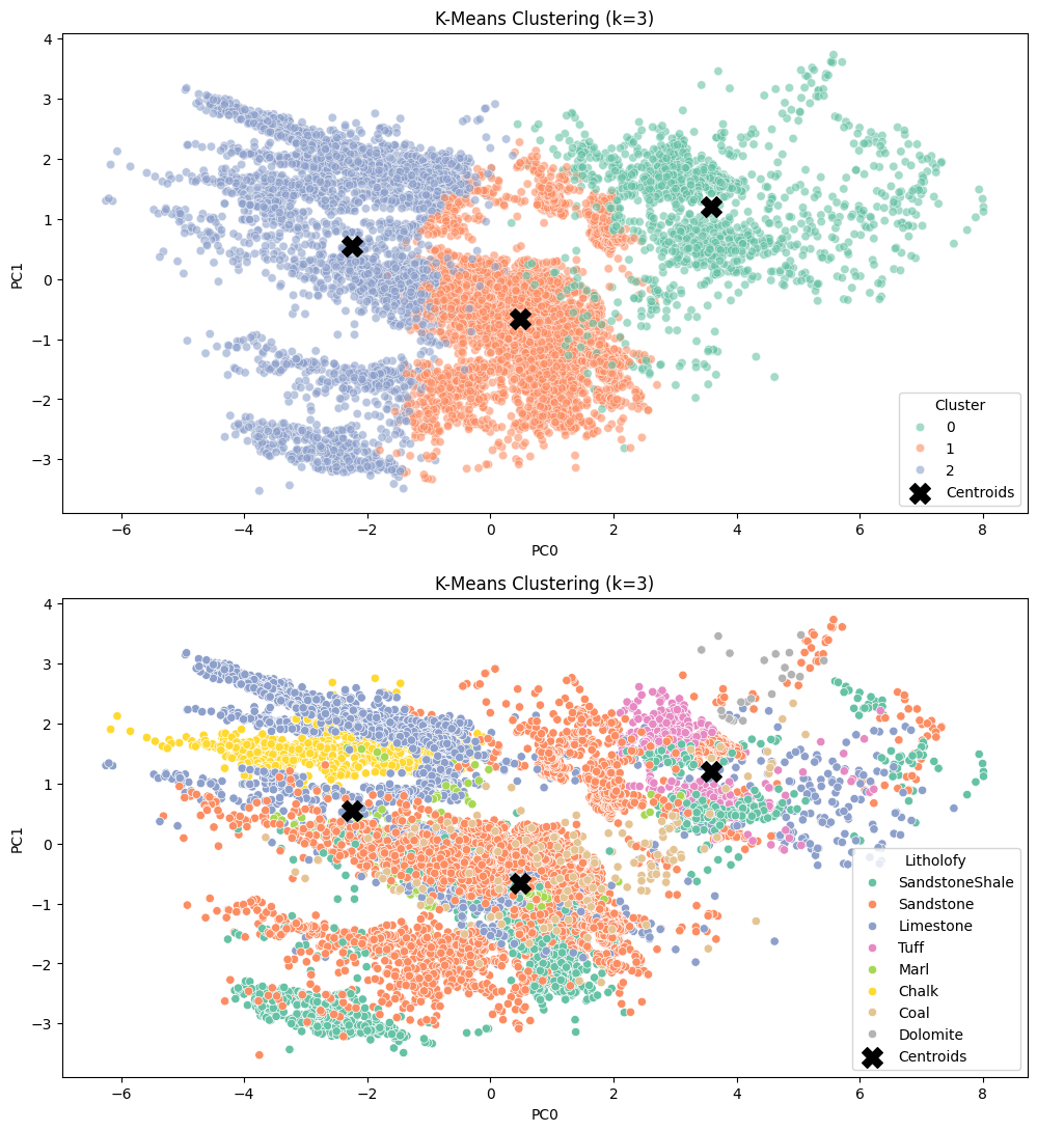 K-Means Clustering (k=3)
4
3
2
1
0
−1
−2
−3
PC1
−6
−4
−2
0
2
4
6
8
PC0
Cluster
0
1
2
Centroids
K-Means Clustering (k=3)
4
3
2
1
0
−1
−2
−3
PC1
−6
−4
−2
0
2
4
6
8
PC0
Litholofy
SandstoneShale
Sandstone
Limestone
Tuff
Marl
Chalk
Coal
Dolomite
Centroids